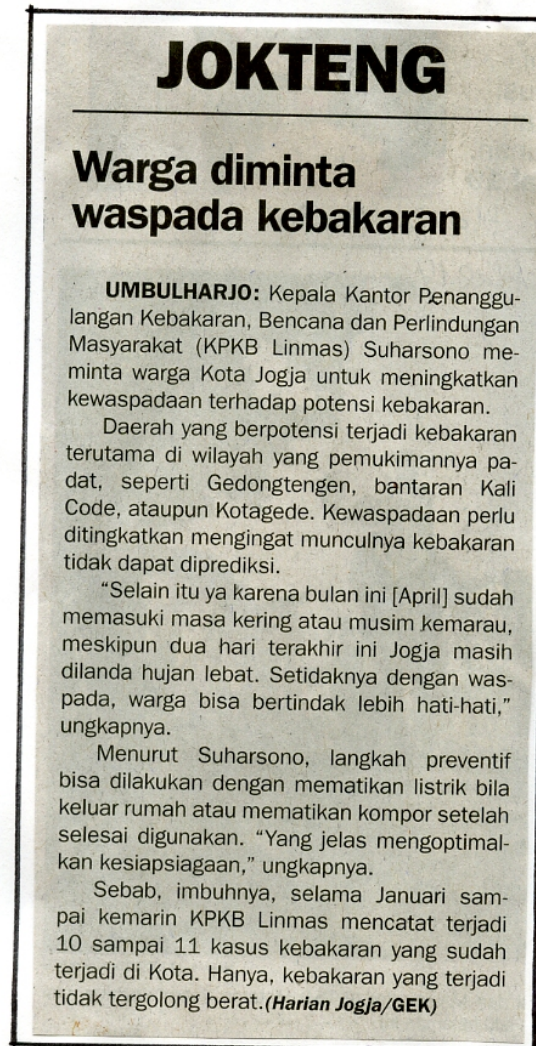 JOKTENG
Warga diminta
waspada kebakaran
UMBULHARJO: Kepala Kantor Penanggu-
langan Kebakaran, Bencana dan Perlindungan
Masyarakat (KPKB Linmas) Suharsono me-
minta warga Kota Jogja untuk meningkatkan
kewaspadaan terhadap potensi kebakaran.
Daerah yang berpotensi terjadi kebakaran
terutama di wilayah yang pemukimannya pa-
dat, seperti Gedongtengen, bantaran Kali
Code, ataupun Kotagede. Kewaspadaan perlu
ditingkatkan mengingat munculnya kebakaran
tidak dapat diprediksi.
“Selain itu ya karena bulan ini [April] sudah
memasuki masa kering atau musim kemarau,
meskipun dua hari terakhir ini Jogja masih
dilanda hujan lebat. Setidaknya dengan was-
pada, warga bisa bertindak lebih hati-hati,”
ungkapnya.
Menurut Suharsono, langkah preventif
bisa dilakukan dengan mematikan listrik bila
keluar rumah atau mematikan kompor setelah
selesai digunakan. “Yang jelas mengoptimal-
kan kesiapsiagaan,” ungkapnya.
Sebab, imbuhnya, selama Januari sam-
pai kemarin KPKB Linmas mencatat terjadi
10 sampai 11 kasus kebakaran yang sudah
terjadi di Kota. Hanya, kebakaran yang terjadi
tidak tergolong berat.(Harian Jogja/GEK)